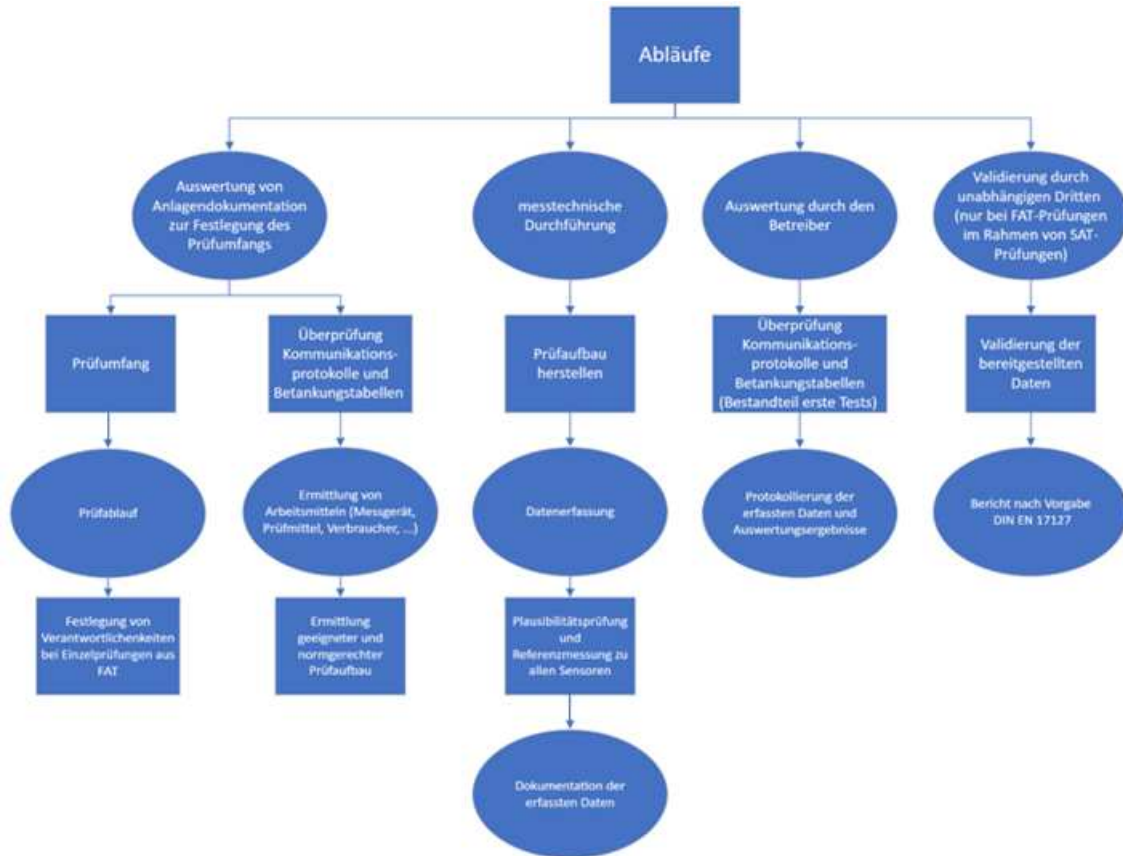 Abläufe
Auswertung von
Anlagendokumentation
zur Festlegung des
Prüfumfangs
messtechnische
Durchführung
Auswertung durch den
Betreiber
Validierung durch
unabhängigen Dritten
(nur bei FAT-Prüfungen
im Rahmen von SAT-
Prüfungen)
Prüfumfang
Überprüfung
Kommunikations-
protokolle und
Betankungstabellen
Prüfaufbau
herstellen
Überprüfung
Kommunikations-
protokolle und
Betankungstabellen
(Bestandteil erste Tests)
Validierung der
bereitgestellten
Daten
Prüfablauf
Ermittlung von
Arbeitsmitteln (Messgerät,
Prüfmittel, Verbraucher, ...)
Datenerfassung
Protokollierung der
erfassten Daten und
Auswertungsergebnisse
Bericht nach Vorgabe
DIN EN 17127
Festlegung von
Verantwortlichenkeiten
bei Einzelprüfungen aus
FAT
Ermittlung
geeigneter und
normgerechter
Prüfaufbau
Plausibilitätsprüfung
und
Referenzmessung zu
allen Sensoren
Dokumentation der
erfassten Daten